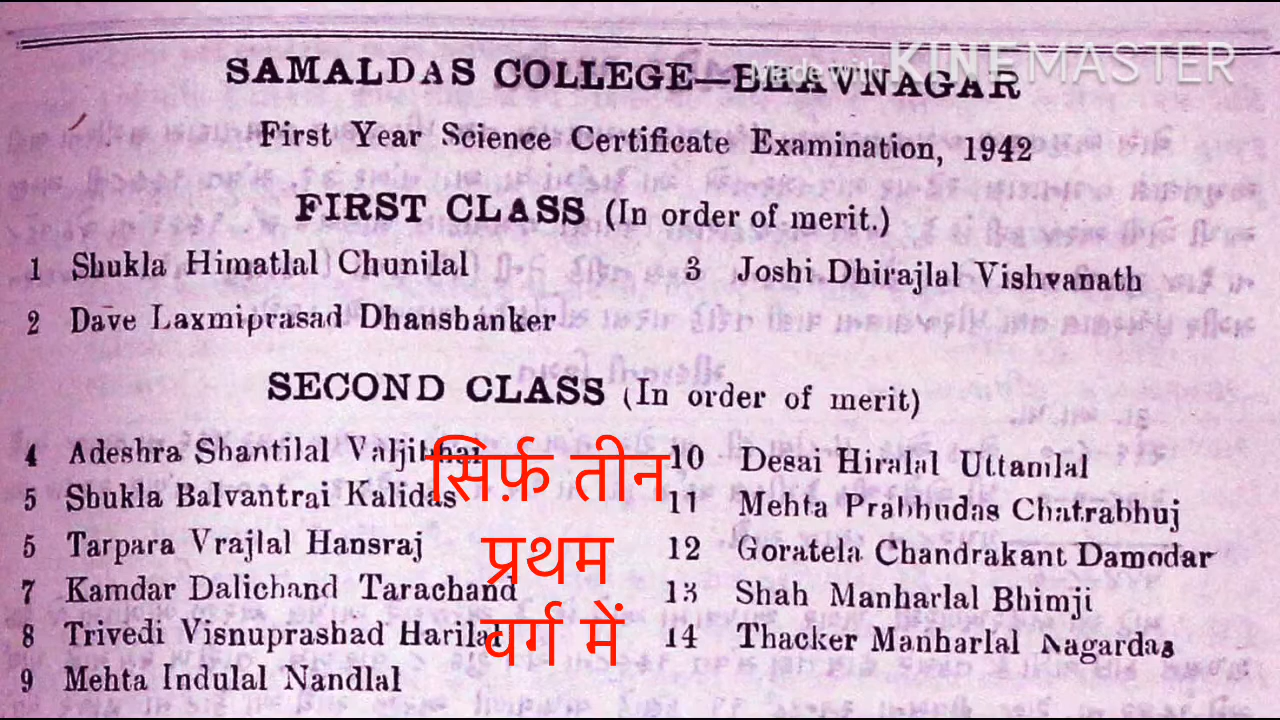 Made with KINEMASTER
SAMALDAS COLLEGE—BHAVNAGAR
First Year Science Certificate Examination, 1942
FIRST CLASS (In order of merit.)
1 Shukla Himatlal Chunilal
2 Dave Laxmiprasad Dhanshanker
3 Joshi Dhirajlal Vishvanath
SECOND CLASS (In order of merit)
4 Adeshra Shantilal Valjibhai
5 Shukla Balvantrai Kalidas
5 Tarpara Vrajlal Hansraj
7 Kamdar Dalichand Tarachand
8 Trivedi Visnuprashad Harilal
9 Mehta Indulal Nandlal
10 Desai Hiralal Uttamlal
11 Mehta Prabhudas Chatrabhuj
12 Goratela Chandrakant Damodar
13 Shah Manharlal Bhimji
14 Thacker Manharlal Nagardas
सिर्फ़ तीन
प्रथम
वर्ग में